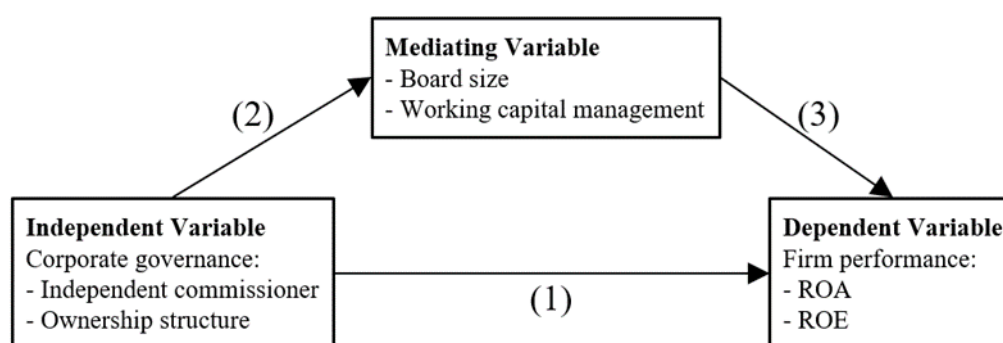 Mediating Variable
- Board size
- Working capital management
(2)
(3)
Independent Variable
Corporate governance:
- Independent commissioner
- Ownership structure
(1)
Dependent Variable
Firm performance:
- ROA
- ROE